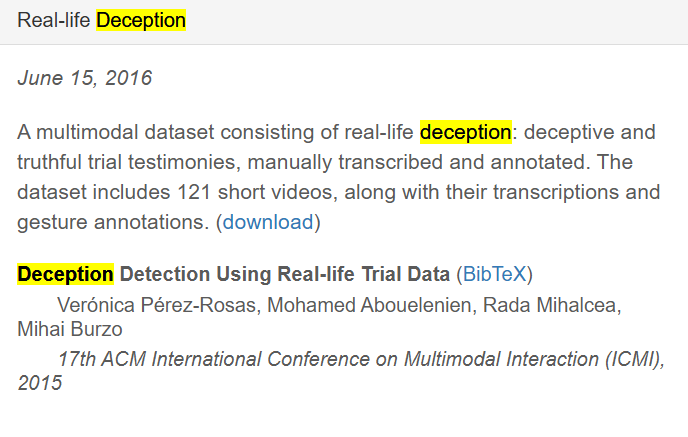 Real-life Deception
June 15, 2016
A multimodal dataset consisting of real-life deception: deceptive and
truthful trial testimonies, manually transcribed and annotated. The
dataset includes 121 short videos, along with their transcriptions and
gesture annotations. (download)
Deception Detection Using Real-life Trial Data (BibTeX)
Verónica Pérez-Rosas, Mohamed Abouelenien, Rada Mihalcea,
Mihai Burzo
17th ACM International Conference on Multimodal Interaction (ICMI),
2015